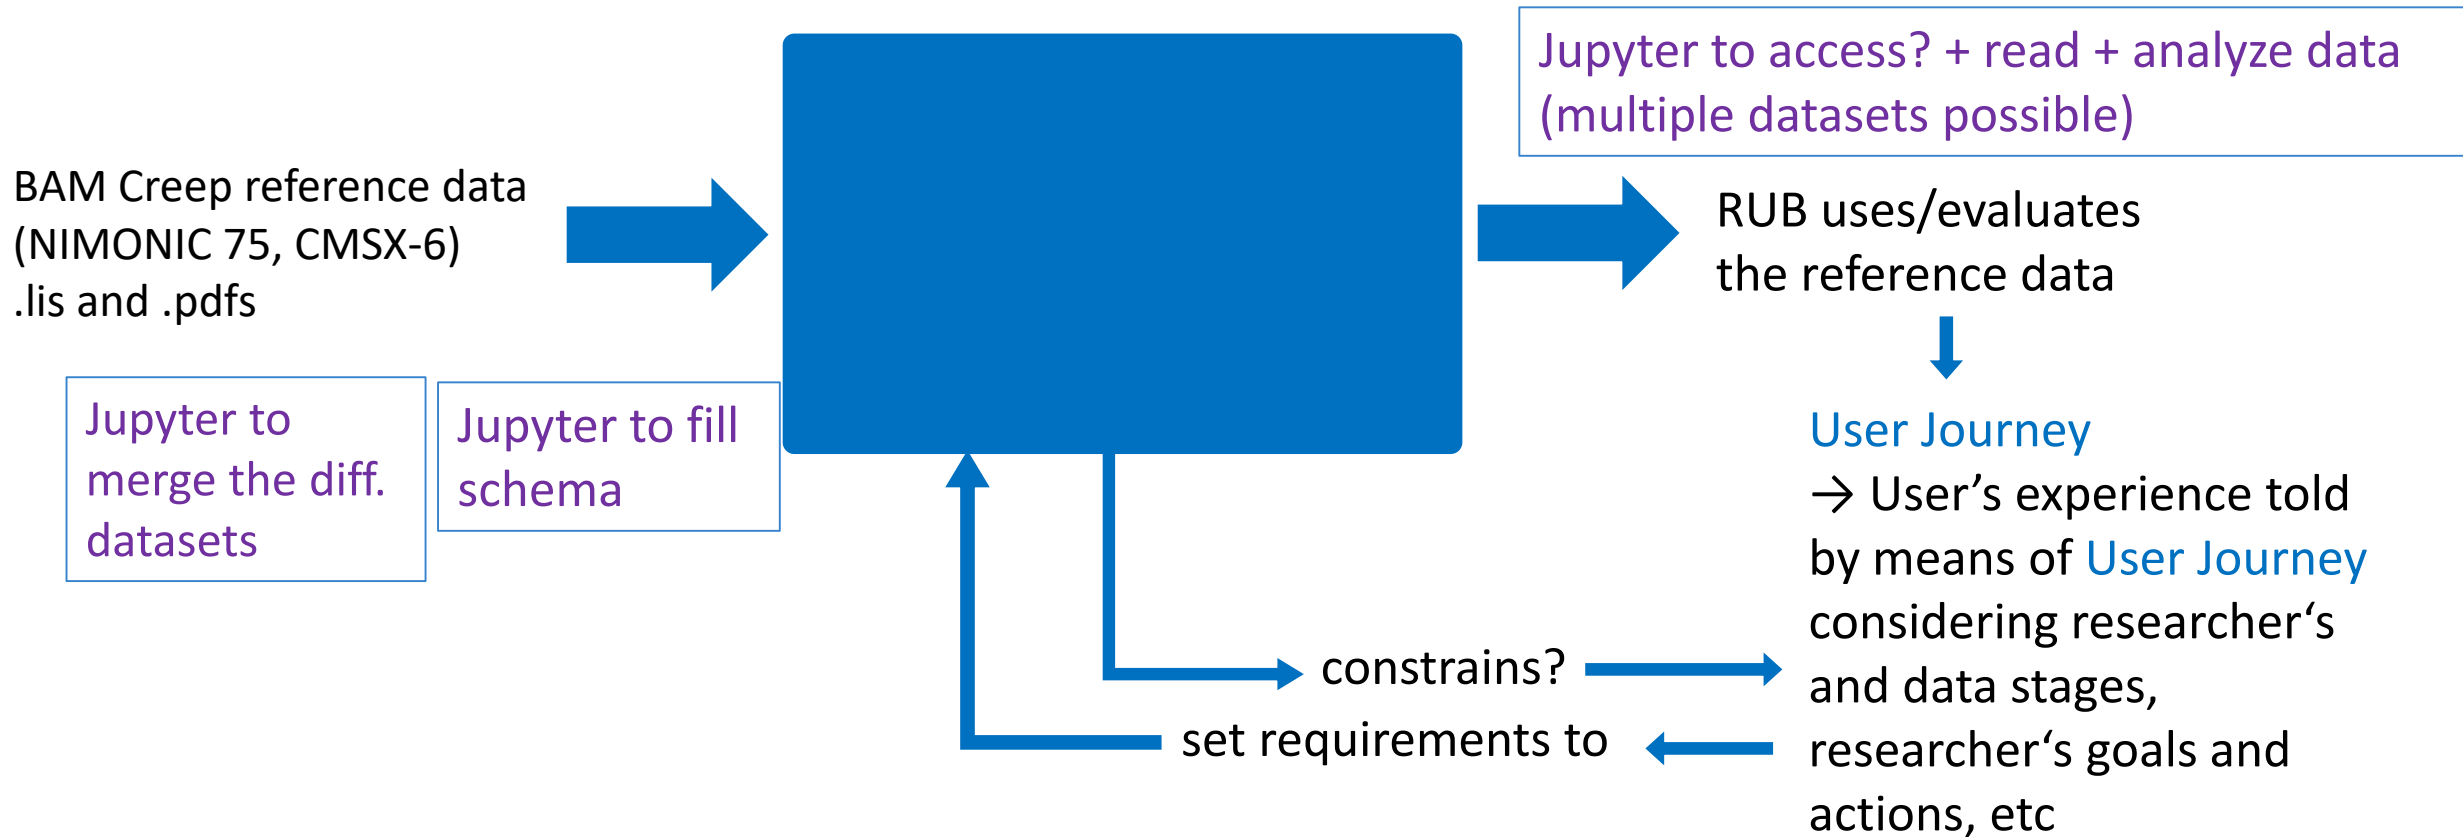 Jupyter to access? + read + analyze data
(multiple datasets possible)
BAM Creep reference data
(NIMONIC 75, CMSX-6)
.lis and .pdfs
RUB uses/evaluates
the reference data
Jupyter to
merge the diff.
datasets
Jupyter to fill
schema
User Journey
→ User’s experience told
by means of User Journey
considering researcher‘s
and data stages,
researcher‘s goals and
actions, etc
constrains?
set requirements to